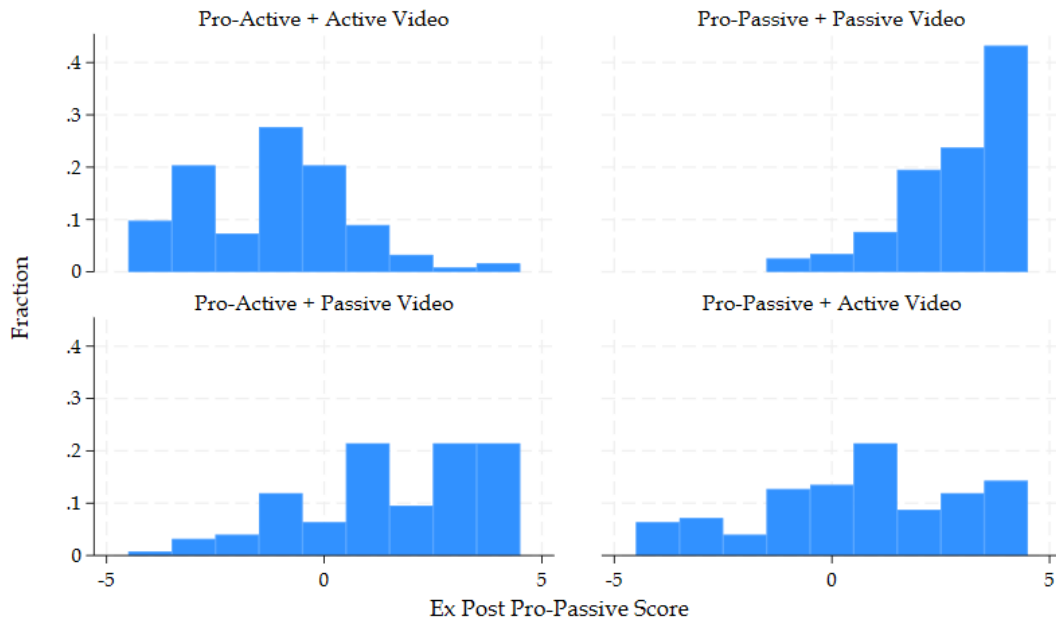 Pro-Active + Active Video
Pro-Passive + Passive Video
.4
.3
.2
.1
0
Pro-Active + Passive Video
Pro-Passive + Active Video
.4
.3
.2
.1
0
-5
0
5
-5
0
5
Fraction
Ex Post Pro-Passive Score